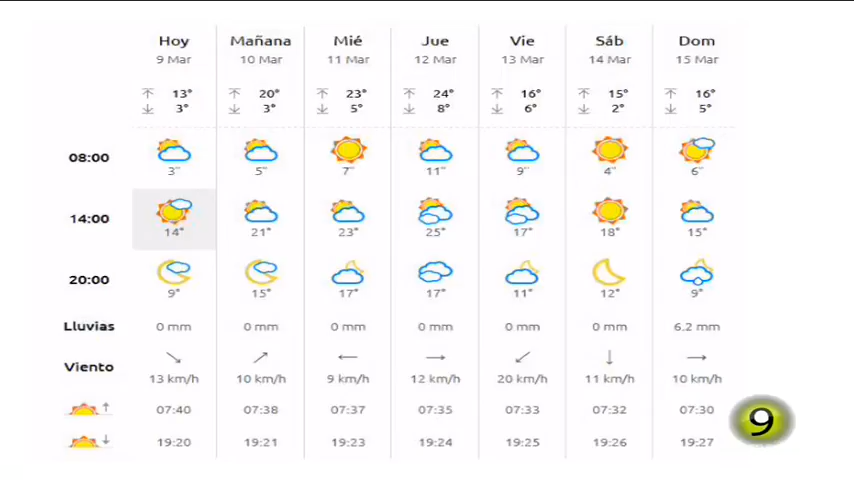 Hoy Mañana Mié Jue Vie Sáb Dom
9 Mar 10 Mar 11 Mar 12 Mar 13 Mar 14 Mar 15 Mar
13° 20° 23° 24° 16° 15° 16°
3° 3° 5° 8° 6° 2° 5°
08:00
3° 5° 7° 11° 9° 4° 6°
14:00
14° 21° 23° 25° 17° 18° 15°
20:00
9° 15° 17° 17° 11° 12° 9°
Lluvias 0 mm 0 mm 0 mm 0 mm 0 mm 0 mm 6.2 mm
Viento
13 km/h 10 km/h 9 km/h 12 km/h 20 km/h 11 km/h 10 km/h
07:40 07:38 07:37 07:35 07:33 07:32 07:30
9
19:20 19:21 19:23 19:24 19:25 19:26 19:27